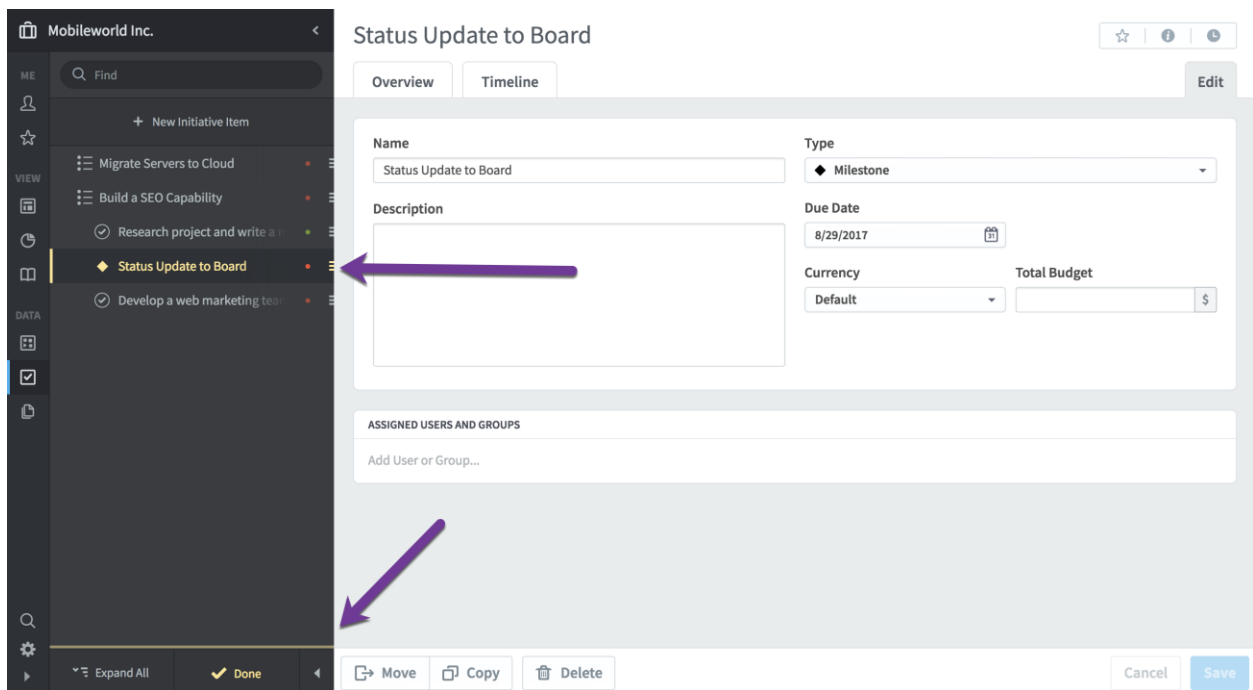 Mobileworld Inc.
Status Update to Board
ME
Find
Overview
Timeline
Edit
+ New Initiative Item
Name
Type
Migrate Servers to Cloud
Status Update to Board
Milestone
VIEW
Build a SEO Capability
Description
Due Date
Research project and write a
8/29/2017
31
Status Update to Board
Currency
Total Budget
Develop a web marketing tea
Default
$
DATA
ASSIGNED USERS AND GROUPS
Add User or Group...
Expand All
Done
Move
Copy
Delete
Cancel
Save